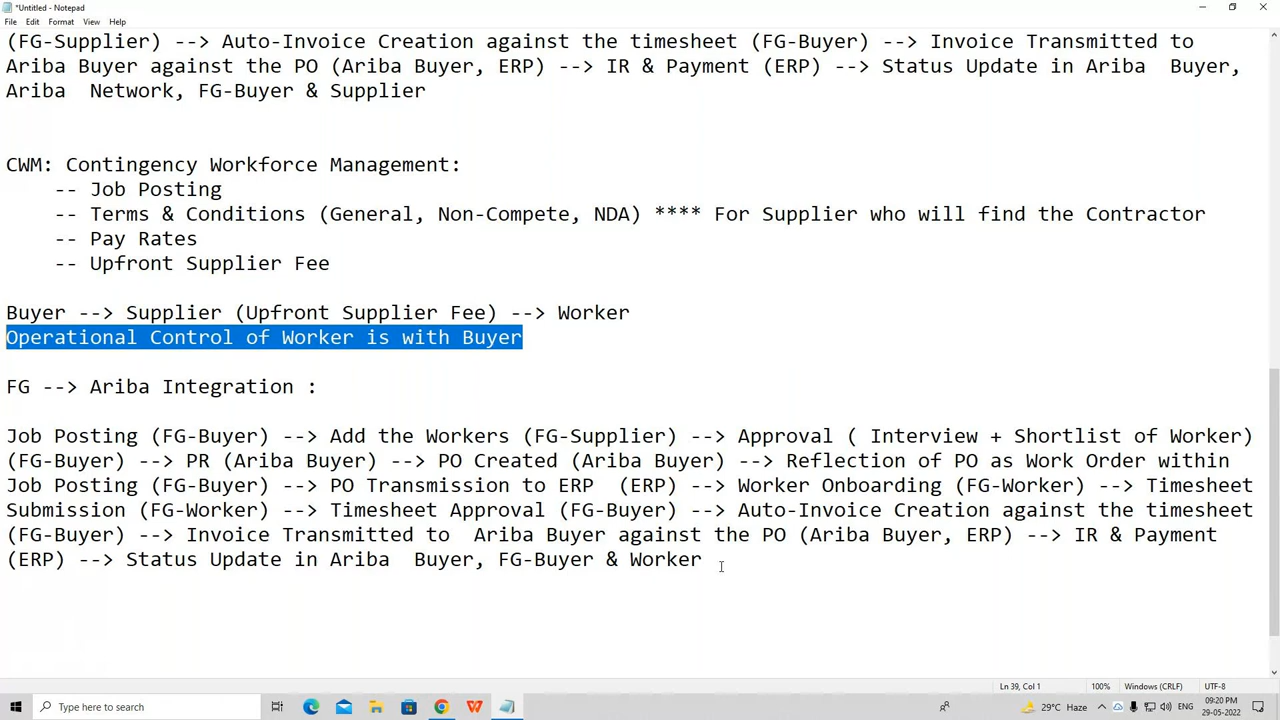 *Untitled - Notepad
File Edit Format View Help
(FG-Supplier) --> Auto-Invoice Creation against the timesheet (FG-Buyer) --> Invoice Transmitted to
Ariba Buyer against the PO (Ariba Buyer, ERP) --> IR & Payment (ERP) --> Status Update in Ariba  Buyer,
Ariba  Network, FG-Buyer & Supplier
CWM: Contingency Workforce Management:
-- Job Posting
-- Terms & Conditions (General, Non-Compete, NDA) **** For Supplier who will find the Contractor
-- Pay Rates
-- Upfront Supplier Fee
Buyer --> Supplier (Upfront Supplier Fee) --> Worker
Operational Control of Worker is with Buyer
FG --> Ariba Integration :
Job Posting (FG-Buyer) --> Add the Workers (FG-Supplier) --> Approval ( Interview + Shortlist of Worker)
(FG-Buyer) --> PR (Ariba Buyer) --> PO Created (Ariba Buyer) --> Reflection of PO as Work Order within
Job Posting (FG-Buyer) --> PO Transmission to ERP  (ERP) --> Worker Onboarding (FG-Worker) --> Timesheet
Submission (FG-Worker) --> Timesheet Approval (FG-Buyer) --> Auto-Invoice Creation against the timesheet
(FG-Buyer) --> Invoice Transmitted to  Ariba Buyer against the PO (Ariba Buyer, ERP) --> IR & Payment
(ERP) --> Status Update in Ariba  Buyer, FG-Buyer & Worker
Ln 39, Col 1 100% Windows (CRLF) UTF-8
Type here to search 29°C Haze ENG 09:20 PM
29-05-2022